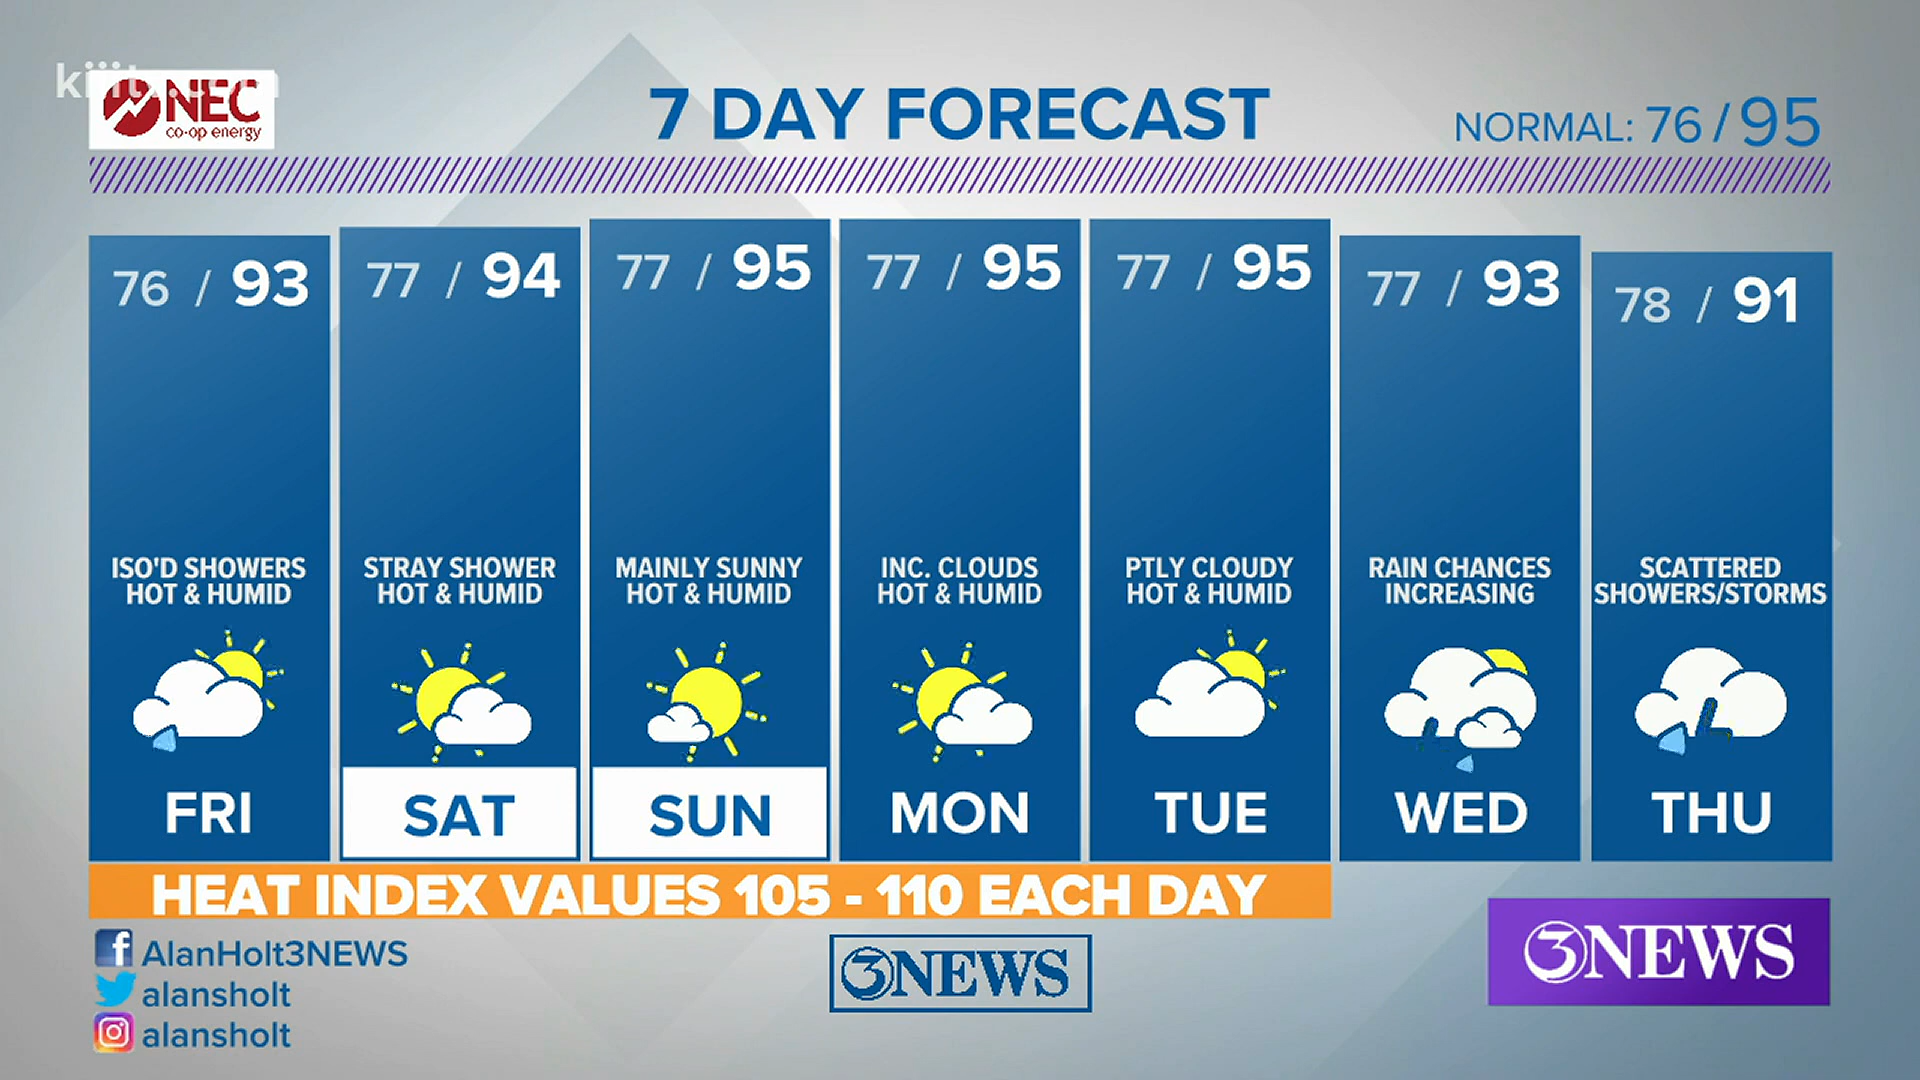 kiiitv.com
NEC
co-op energy
7 DAY FORECAST
NORMAL: 76 / 95
76 / 93
77 / 94
77 / 95
77 / 95
77 / 95
77 / 93
78 / 91
ISO'D SHOWERS
HOT & HUMID
STRAY SHOWER
HOT & HUMID
MAINLY SUNNY
HOT & HUMID
INC. CLOUDS
HOT & HUMID
PTLY CLOUDY
HOT & HUMID
RAIN CHANCES
INCREASING
SCATTERED
SHOWERS/STORMS
FRI
SAT
SUN
MON
TUE
WED
THU
HEAT INDEX VALUES 105 - 110 EACH DAY
AlanHolt3NEWS
alansholt
alansholt
3NEWS
3NEWS